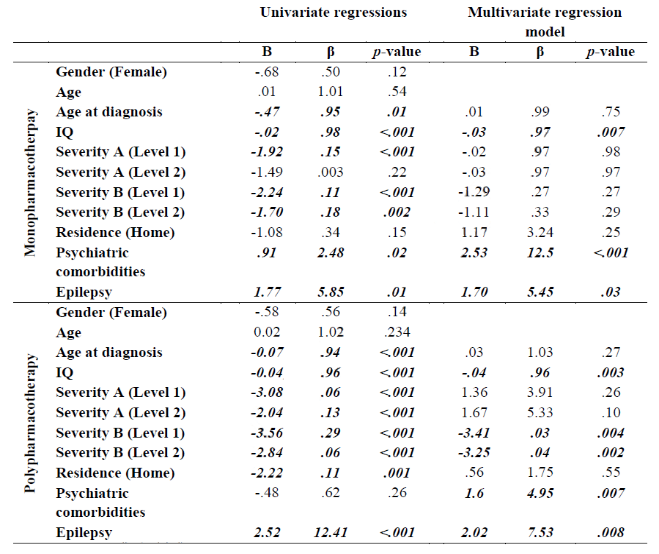 Univariate regressions Multivariate regression model
B β p-value B β p-value
Monopharmacotherpay
Gender (Female) -.68 .50 .12
Age .01 1.01 .54
Age at diagnosis -.47 .95 .01 .01 .99 .75
IQ -.02 .98 <.001 -.03 .97 .007
Severity A (Level 1) -1.92 .15 <.001 -.02 .97 .98
Severity A (Level 2) -1.49 .003 .22 -.03 .97 .97
Severity B (Level 1) -2.24 .11 <.001 -1.29 .27 .27
Severity B (Level 2) -1.70 .18 .002 -1.11 .33 .29
Residence (Home) -1.08 .34 .15 1.17 3.24 .25
Psychiatric .91 2.48 .02 2.53 12.5 <.001
comorbidities
Epilepsy 1.77 5.85 .01 1.70 5.45 .03
Polypharmacotherapy
Gender (Female) -.58 .56 .14
Age 0.02 1.02 .234
Age at diagnosis -0.07 .94 <.001 .03 1.03 .27
IQ -0.04 .96 <.001 -.04 .96 .003
Severity A (Level 1) -3.08 .06 <.001 1.36 3.91 .26
Severity A (Level 2) -2.04 .13 <.001 1.67 5.33 .10
Severity B (Level 1) -3.56 .29 <.001 -3.41 .03 .004
Severity B (Level 2) -2.84 .06 <.001 -3.25 .04 .002
Residence (Home) -2.22 .11 .001 .56 1.75 .55
Psychiatric -.48 .62 .26 1.6 4.95 .007
comorbidities
Epilepsy 2.52 12.41 <.001 2.02 7.53 .008